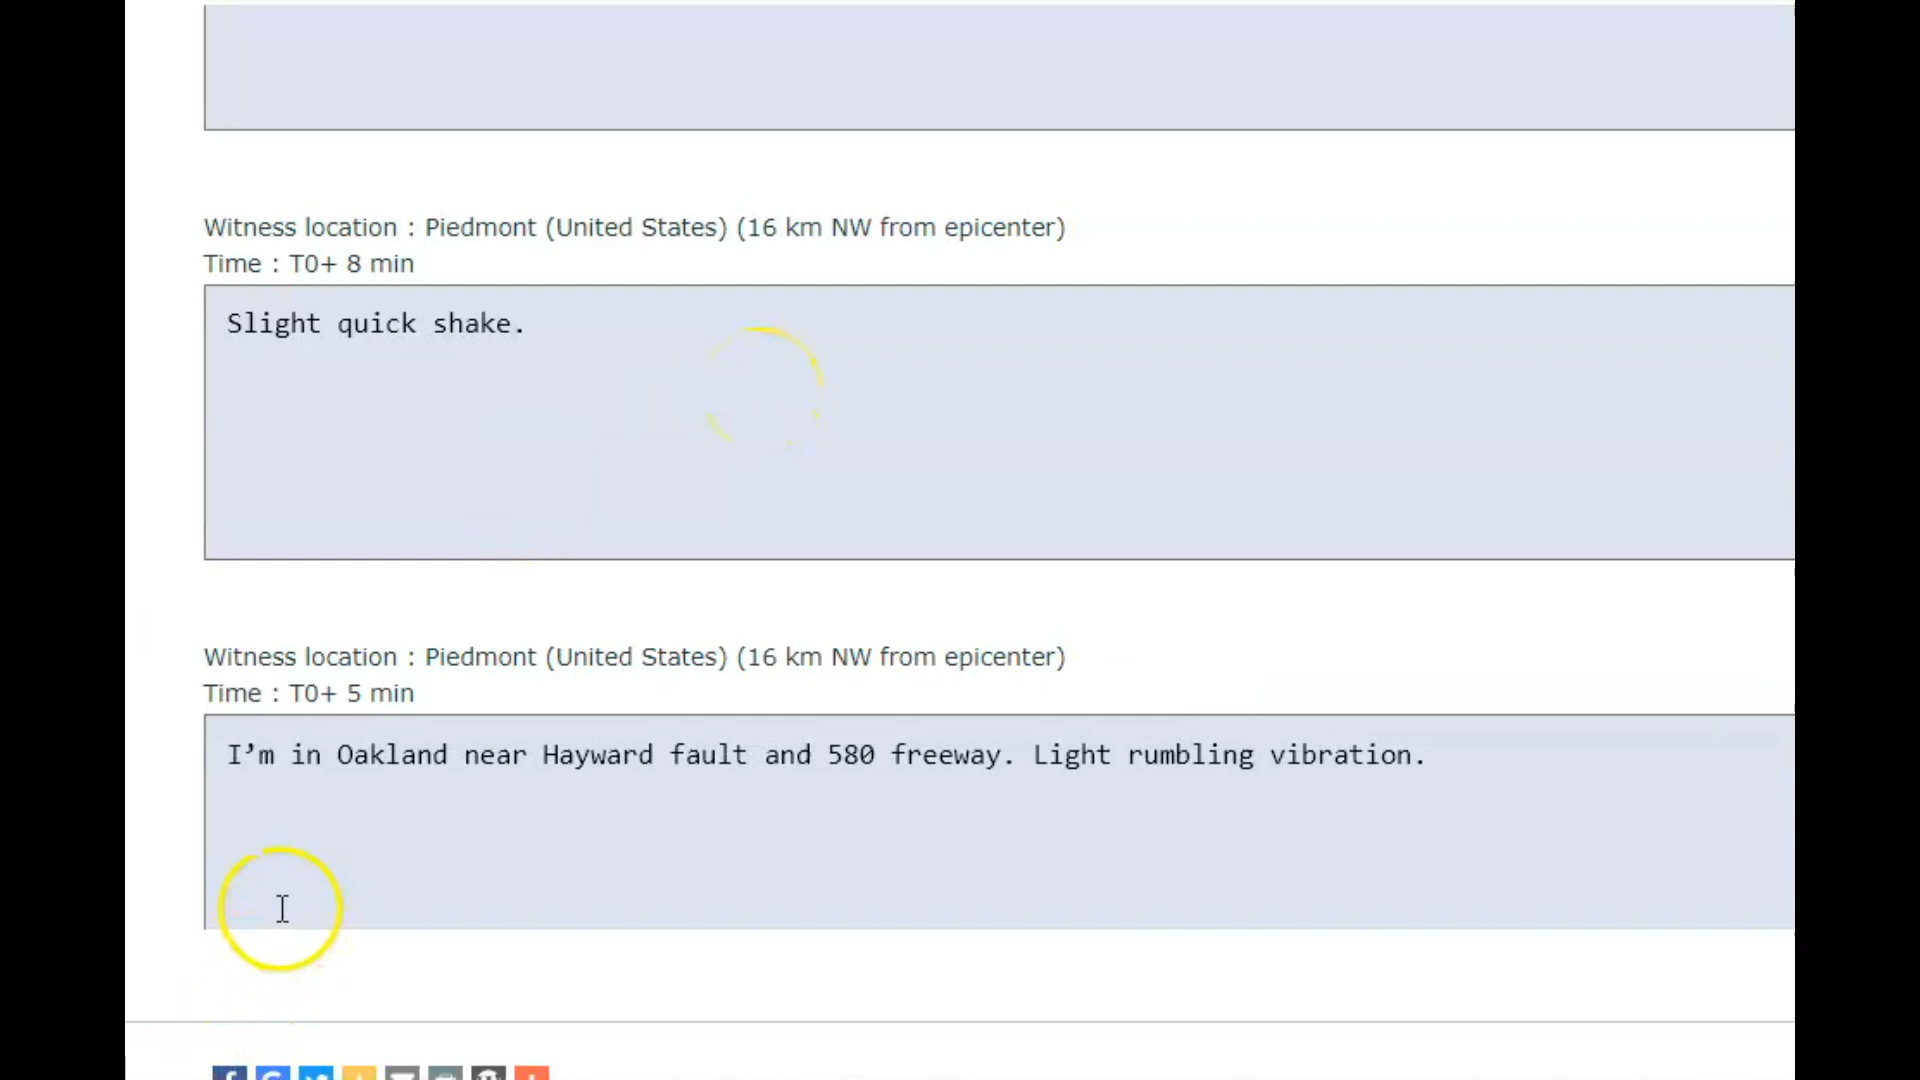 Witness location : Piedmont (United States) (16 km NW from epicenter)
Time : T0+ 8 min
Slight quick shake.
Witness location : Piedmont (United States) (16 km NW from epicenter)
Time : T0+ 5 min
I’m in Oakland near Hayward fault and 580 freeway. Light rumbling vibration.